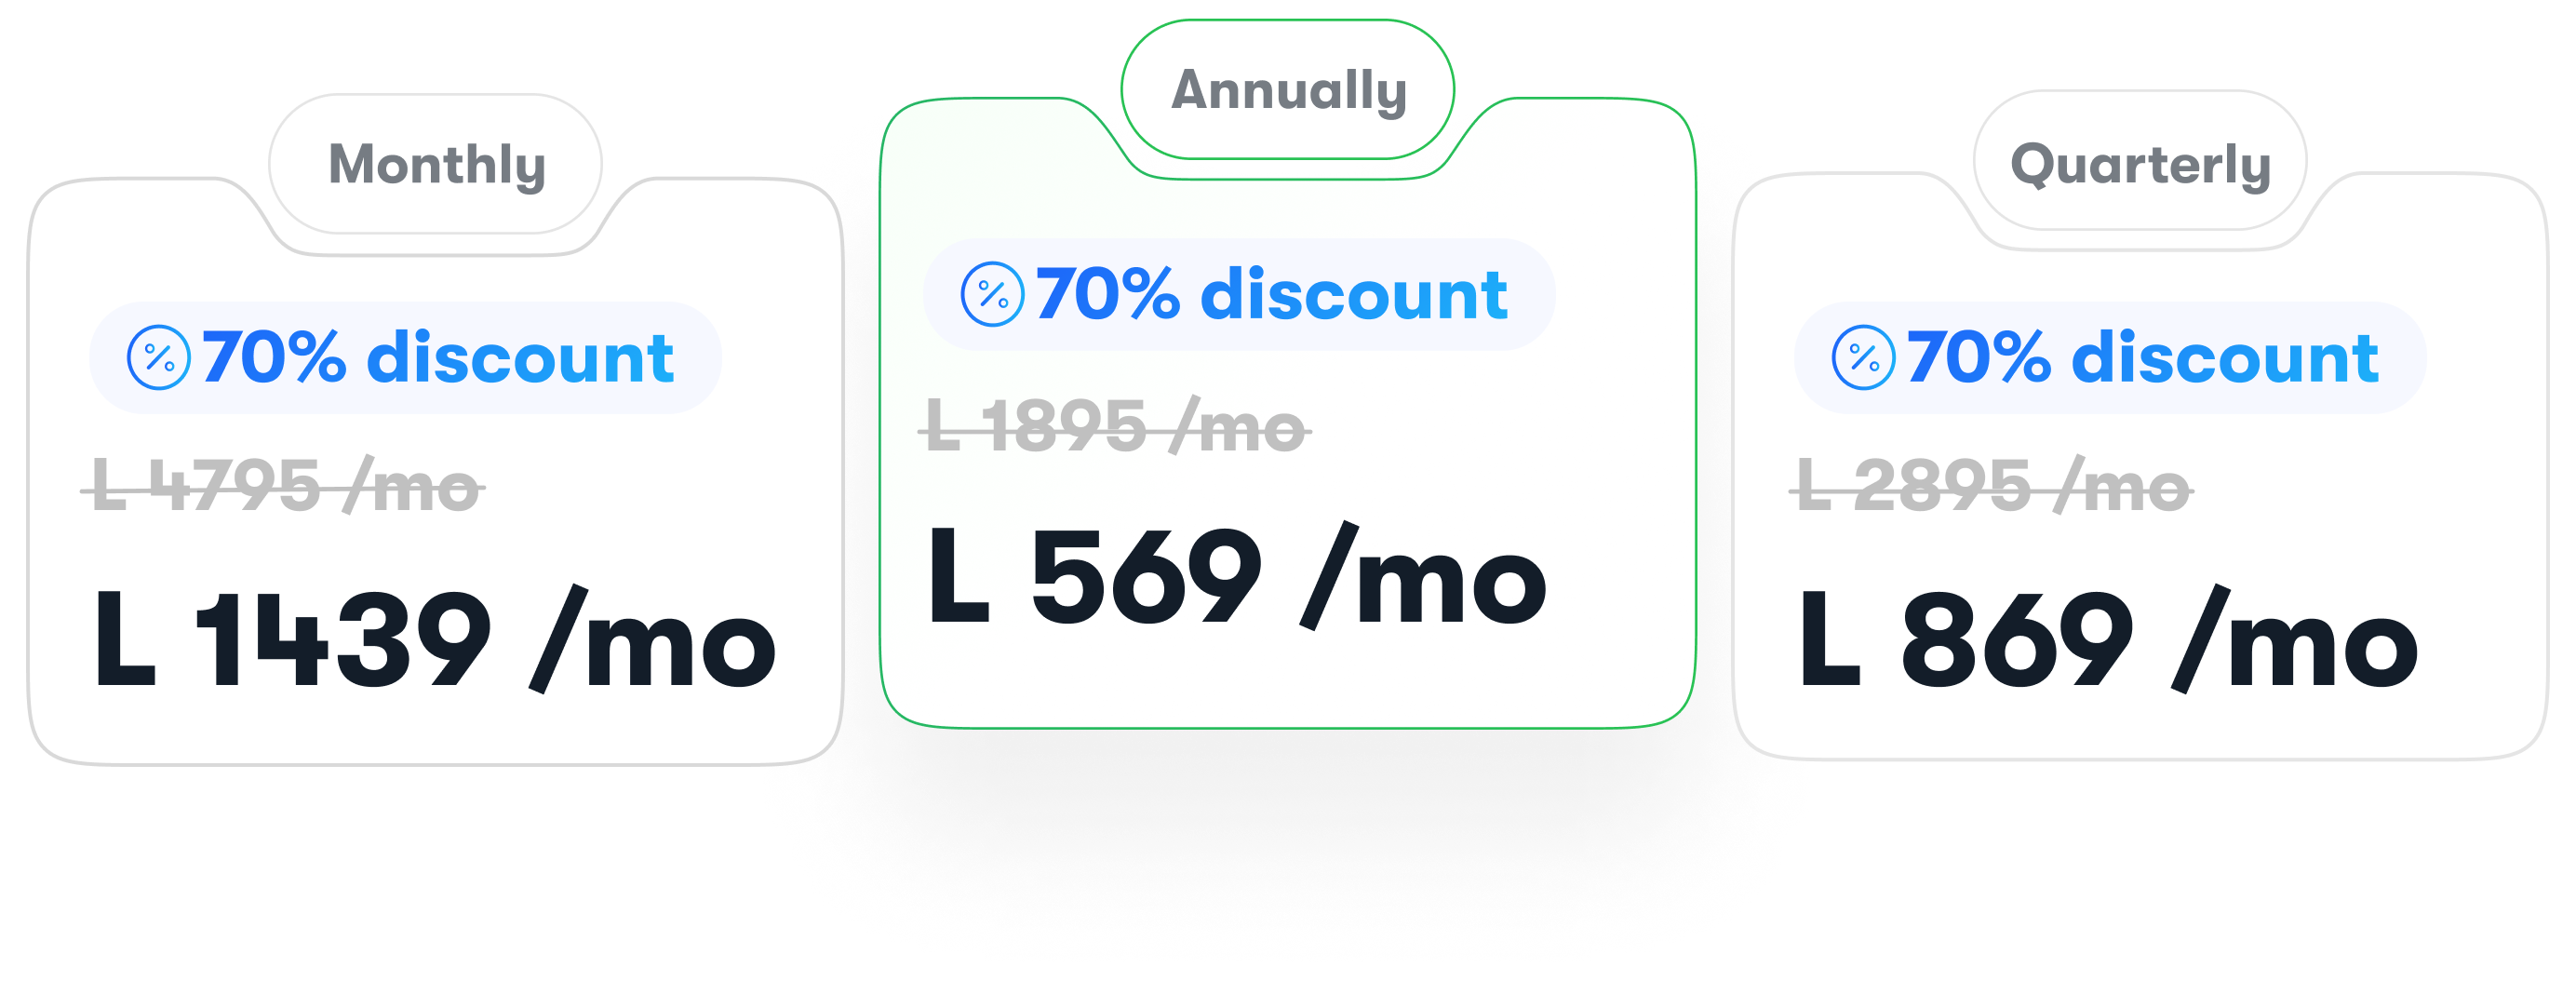 Monthly
70% discount
L 4795 /mo
L 1439 /mo
Annually
70% discount
L 1895 /mo
L 569 /mo
Quarterly
70% discount
L 2895 /mo
L 869 /mo